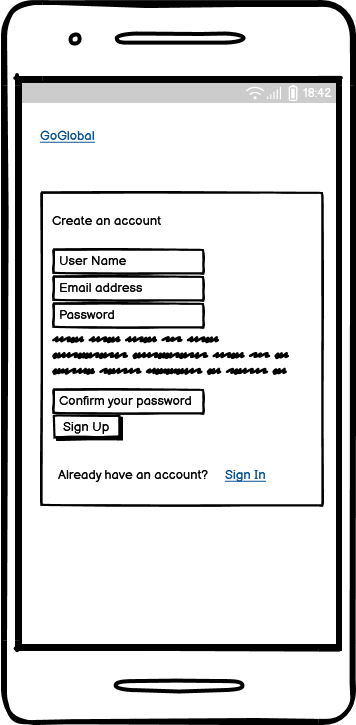 18:42
GoGlobal
Create an account
User Name
Email address
Password
Confirm your password
Sign Up
Already have an account? Sign In